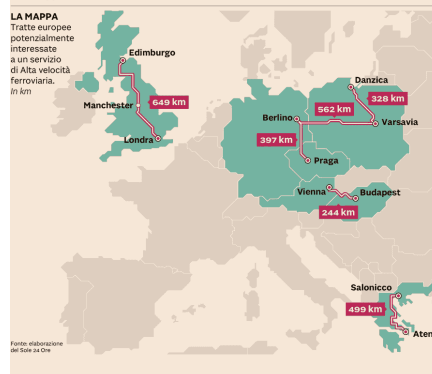 LA MAPPA
Tratte europee
potenzialmente
interessate
a un servizio
di Alta velocità
ferroviaria.
In km
Edimburgo
Manchester
649 km
Londra
Danzica
328 km
562 km
Berlino
Varsavia
397 km
Praga
Vienna
Budapest
244 km
Salonicco
499 km
Aten
Fonte: elaborazione
del Sole 24 Ore